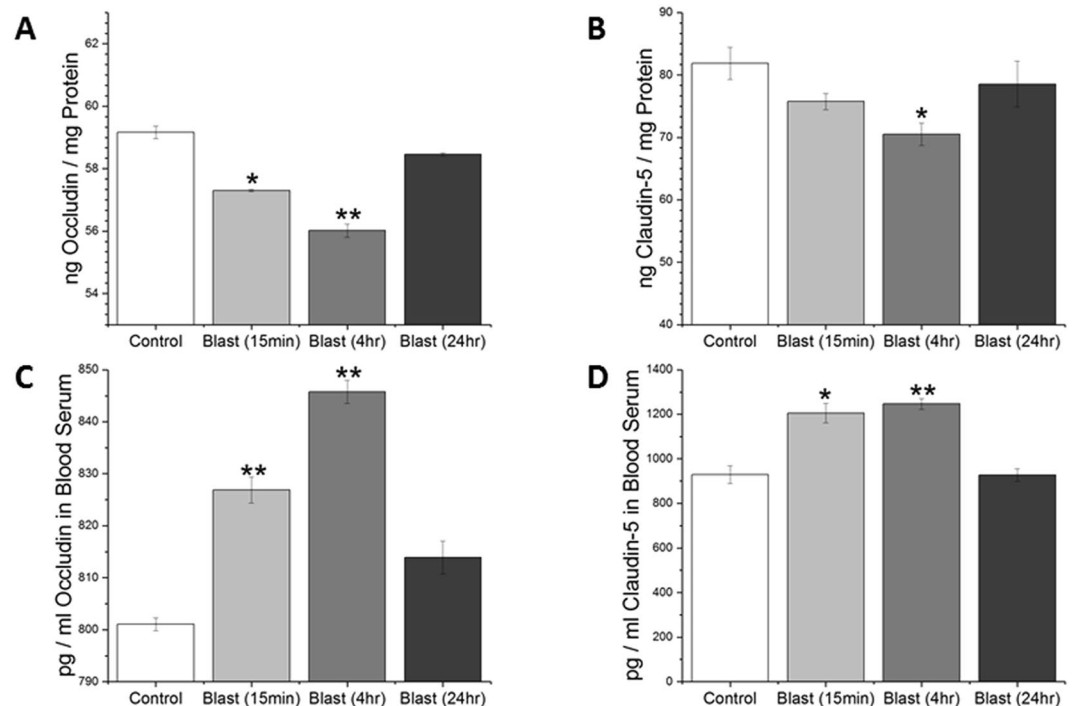 A
ng Occludin / mg Protein
62
60
58
56
54
*
**
Control Blast (15min) Blast (4hr) Blast (24hr)
B
ng Claudin-5 / mg Protein
90
80
70
60
50
40
*
Control Blast (15min) Blast (4hr) Blast (24hr)
C
pg / ml Occludin in Blood Serum
850
840
830
820
810
800
790
**
**
Control Blast (15min) Blast (4hr) Blast (24hr)
D
pg / ml Claudin-5 in Blood Serum
1400
1200
1000
800
600
400
200
0
*
**
Control Blast (15min) Blast (4hr) Blast (24hr)